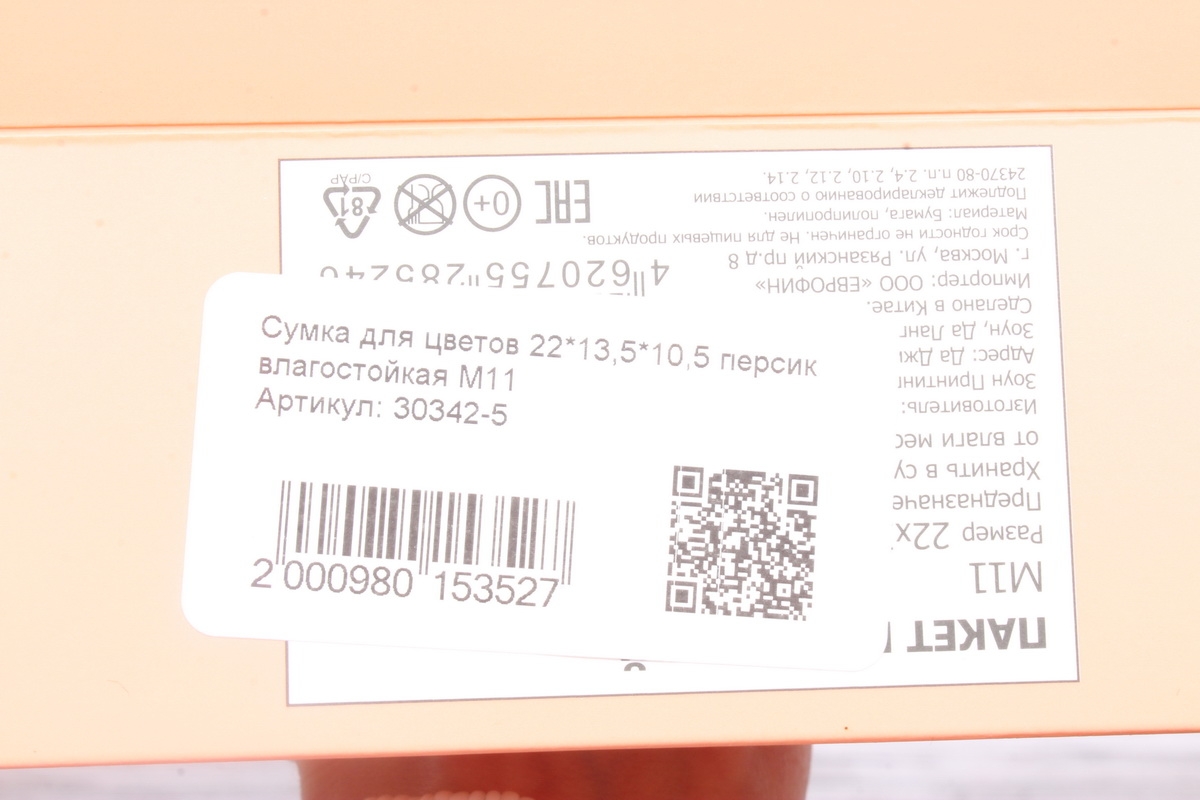 Сумка для цветов 22*13,5*10,5 персик
влагостойкая М11
Артикул: 30342-5
2 000980 153527
ПАКЕТ
М11
Размер 22х
Хранить в су
от влаги
Изготовитель:
Зоун Принтинг
Адрес: Да
Зоун, Да Ланг
Сделано в Китае.
Импортер: ООО «ЕВРОФИН»
г. Москва, ул. Рязанский пр.д 8
Срок годности не ограничен. Не для пищевых продуктов.
Материал: Бумага, полипропилен.
Подлежит декларированию о соответствии
24370-80 п.п. 2.4, 2.10, 2.12, 2.14.
4 620755 285240
EAC
0+
81
C/PAP